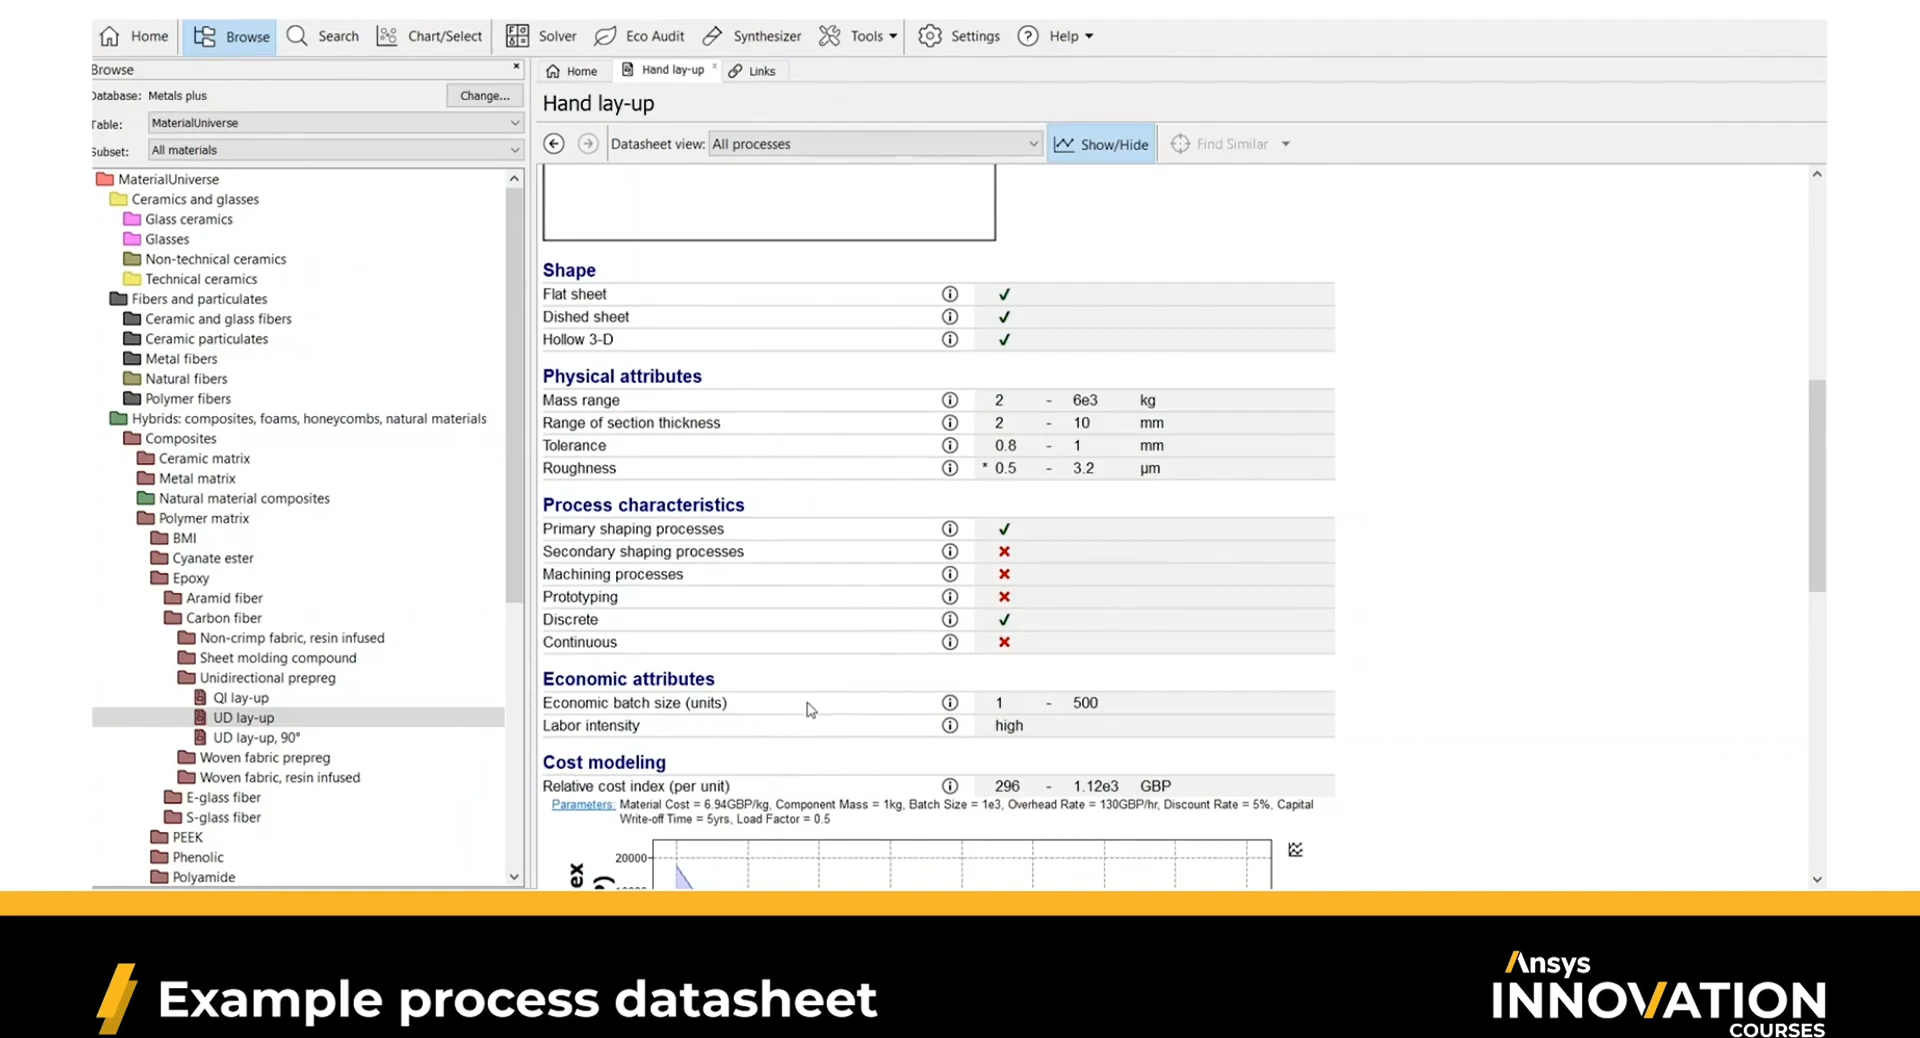 Home Browse Search Chart/Select Solver Eco Audit Synthesizer Tools Settings ? Help
Browse ×
Database: Metals plus Change...
Table: MaterialUniverse
Subset: All materials
MaterialUniverse
Ceramics and glasses
Glass ceramics
Glasses
Non-technical ceramics
Technical ceramics
Fibers and particulates
Ceramic and glass fibers
Ceramic particulates
Metal fibers
Natural fibers
Polymer fibers
Hybrids: composites, foams, honeycombs, natural materials
Composites
Ceramic matrix
Metal matrix
Natural material composites
Polymer matrix
BMI
Cyanate ester
Epoxy
Aramid fiber
Carbon fiber
Non-crimp fabric, resin infused
Sheet molding compound
Unidirectional prepreg
QI lay-up
UD lay-up
UD lay-up, 90°
Woven fabric prepreg
Woven fabric, resin infused
E-glass fiber
S-glass fiber
PEEK
Phenolic
Polyamide
Home Hand lay-up × Links
Hand lay-up
Datasheet view: All processes Show/Hide Find Similar
Shape
Flat sheet ✓
Dished sheet ✓
Hollow 3-D ✓
Physical attributes
Mass range 2 - 6e3 kg
Range of section thickness 2 - 10 mm
Tolerance 0.8 - 1 mm
Roughness * 0.5 - 3.2 µm
Process characteristics
Primary shaping processes ✓
Secondary shaping processes ×
Machining processes ×
Prototyping ×
Discrete ✓
Continuous ×
Economic attributes
Economic batch size (units) 1 - 500
Labor intensity high
Cost modeling
Relative cost index (per unit) 296 - 1.12e3 GBP
Parameters: Material Cost = 6.94GBP/kg, Component Mass = 1kg, Batch Size = 1e3, Overhead Rate = 130GBP/hr, Discount Rate = 5%, Capital
Write-off Time = 5yrs, Load Factor = 0.5
20000
Example process datasheet
Ansys
INNOVATION
COURSES